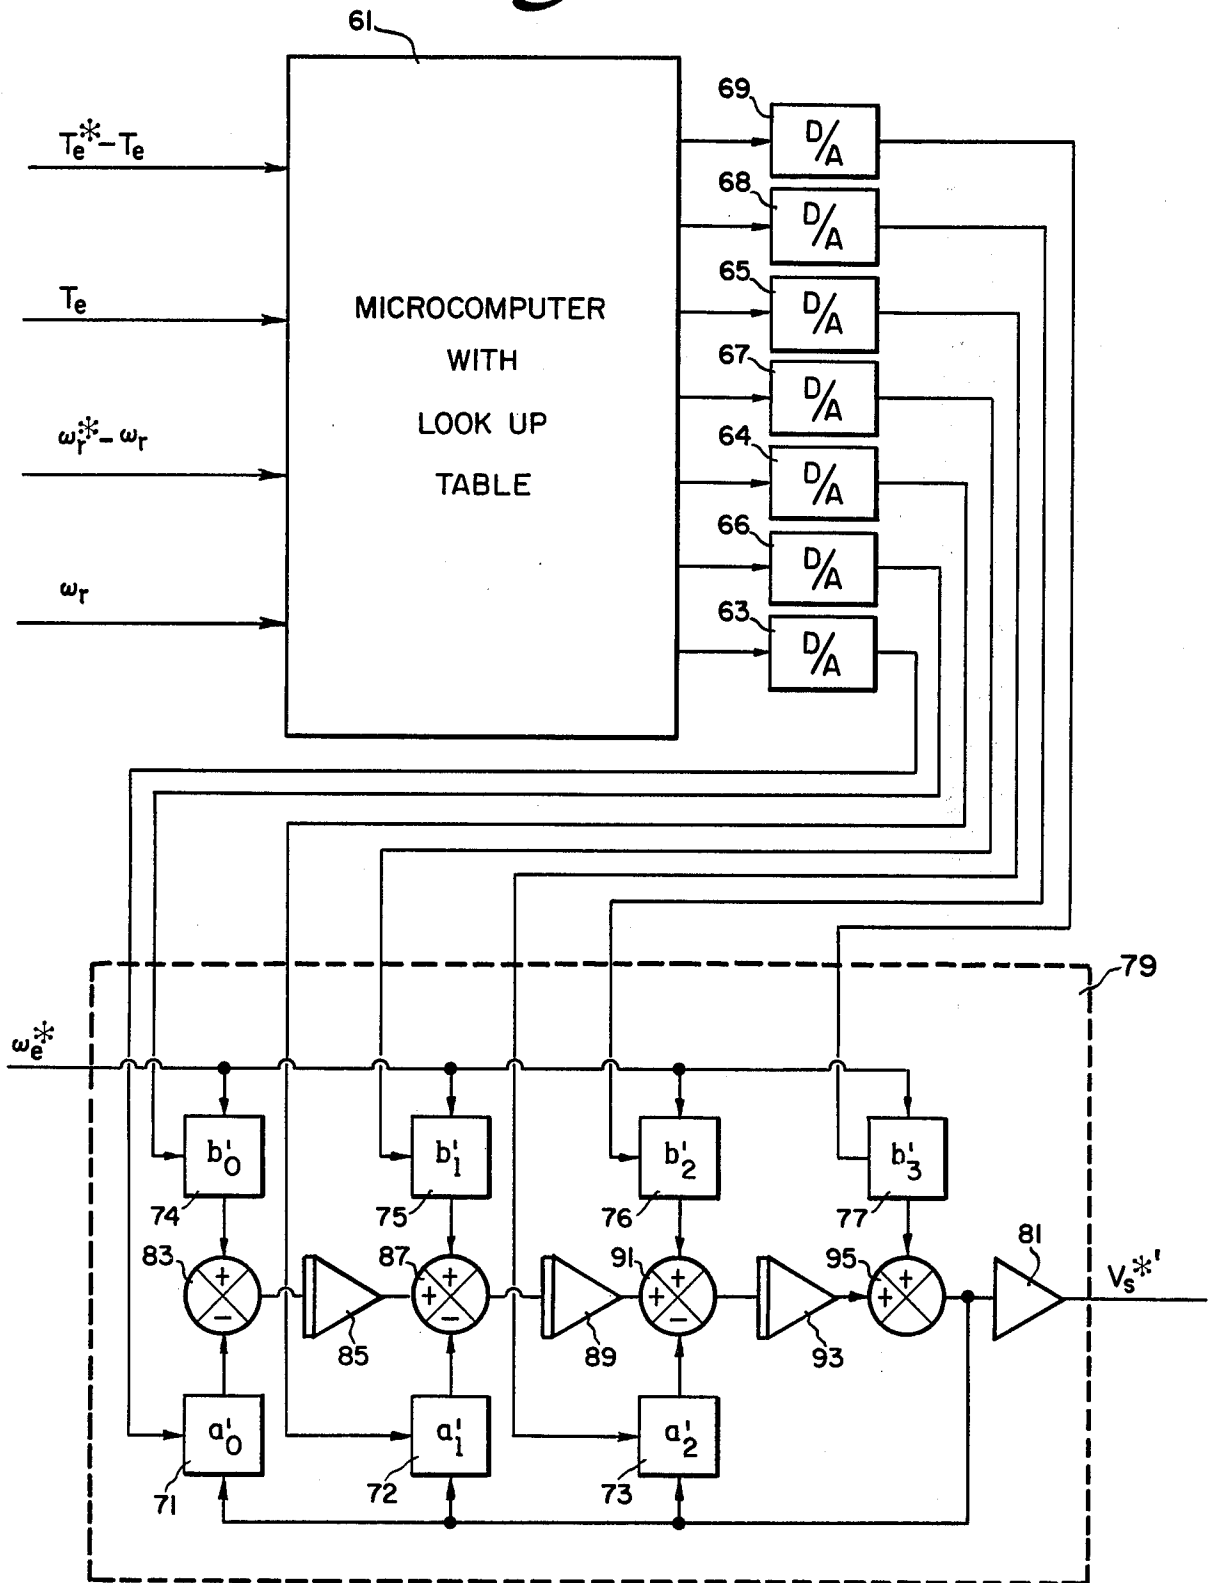 61
69
D/A
Te*-Te
68
D/A
65
D/A
Te
MICROCOMPUTER
WITH
LOOK UP
TABLE
67
D/A
ωr*-ωr
64
D/A
66
D/A
ωr
63
D/A
79
ωe*
b'0
b'1
b'2
b'3
74
75
76
77
83
+
−
87
+
+
−
91
+
+
−
95
+
+
81
Vs*'
85
89
93
a'0
a'1
a'2
71
72
73